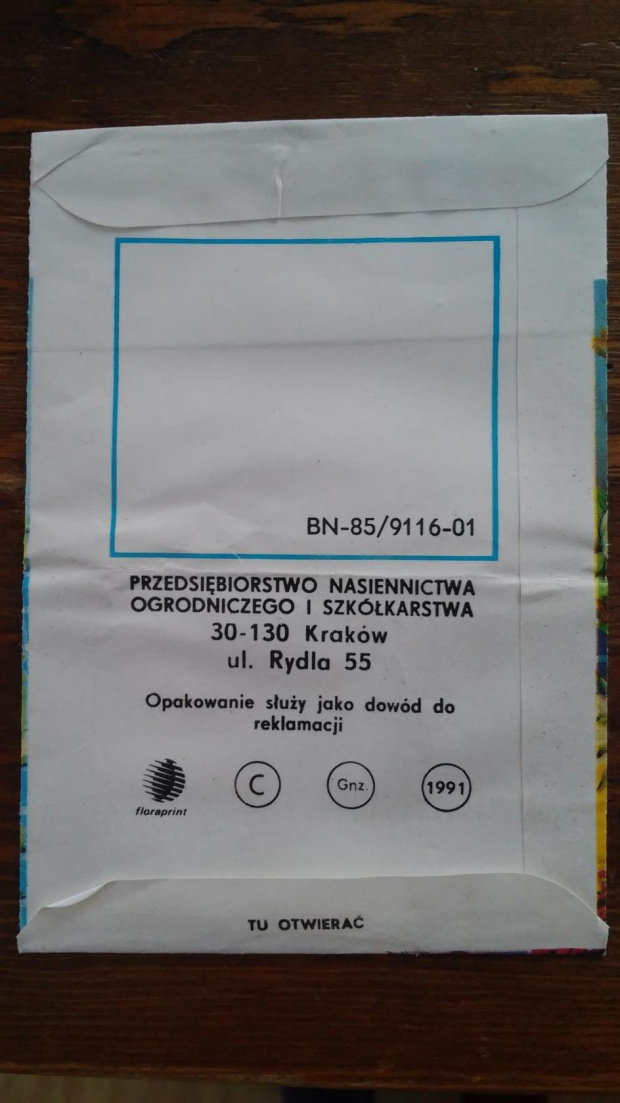 BN-85/9116-01
PRZEDSIĘBIORSTWO NASIENNICTWA
OGRODNICZEGO I SZKÓŁKARSTWA
30-130 Kraków
ul. Rydla 55
Opakowanie służy jako dowód do
reklamacji
floraprint
C
Gnz.
1991
TU OTWIERAĆ